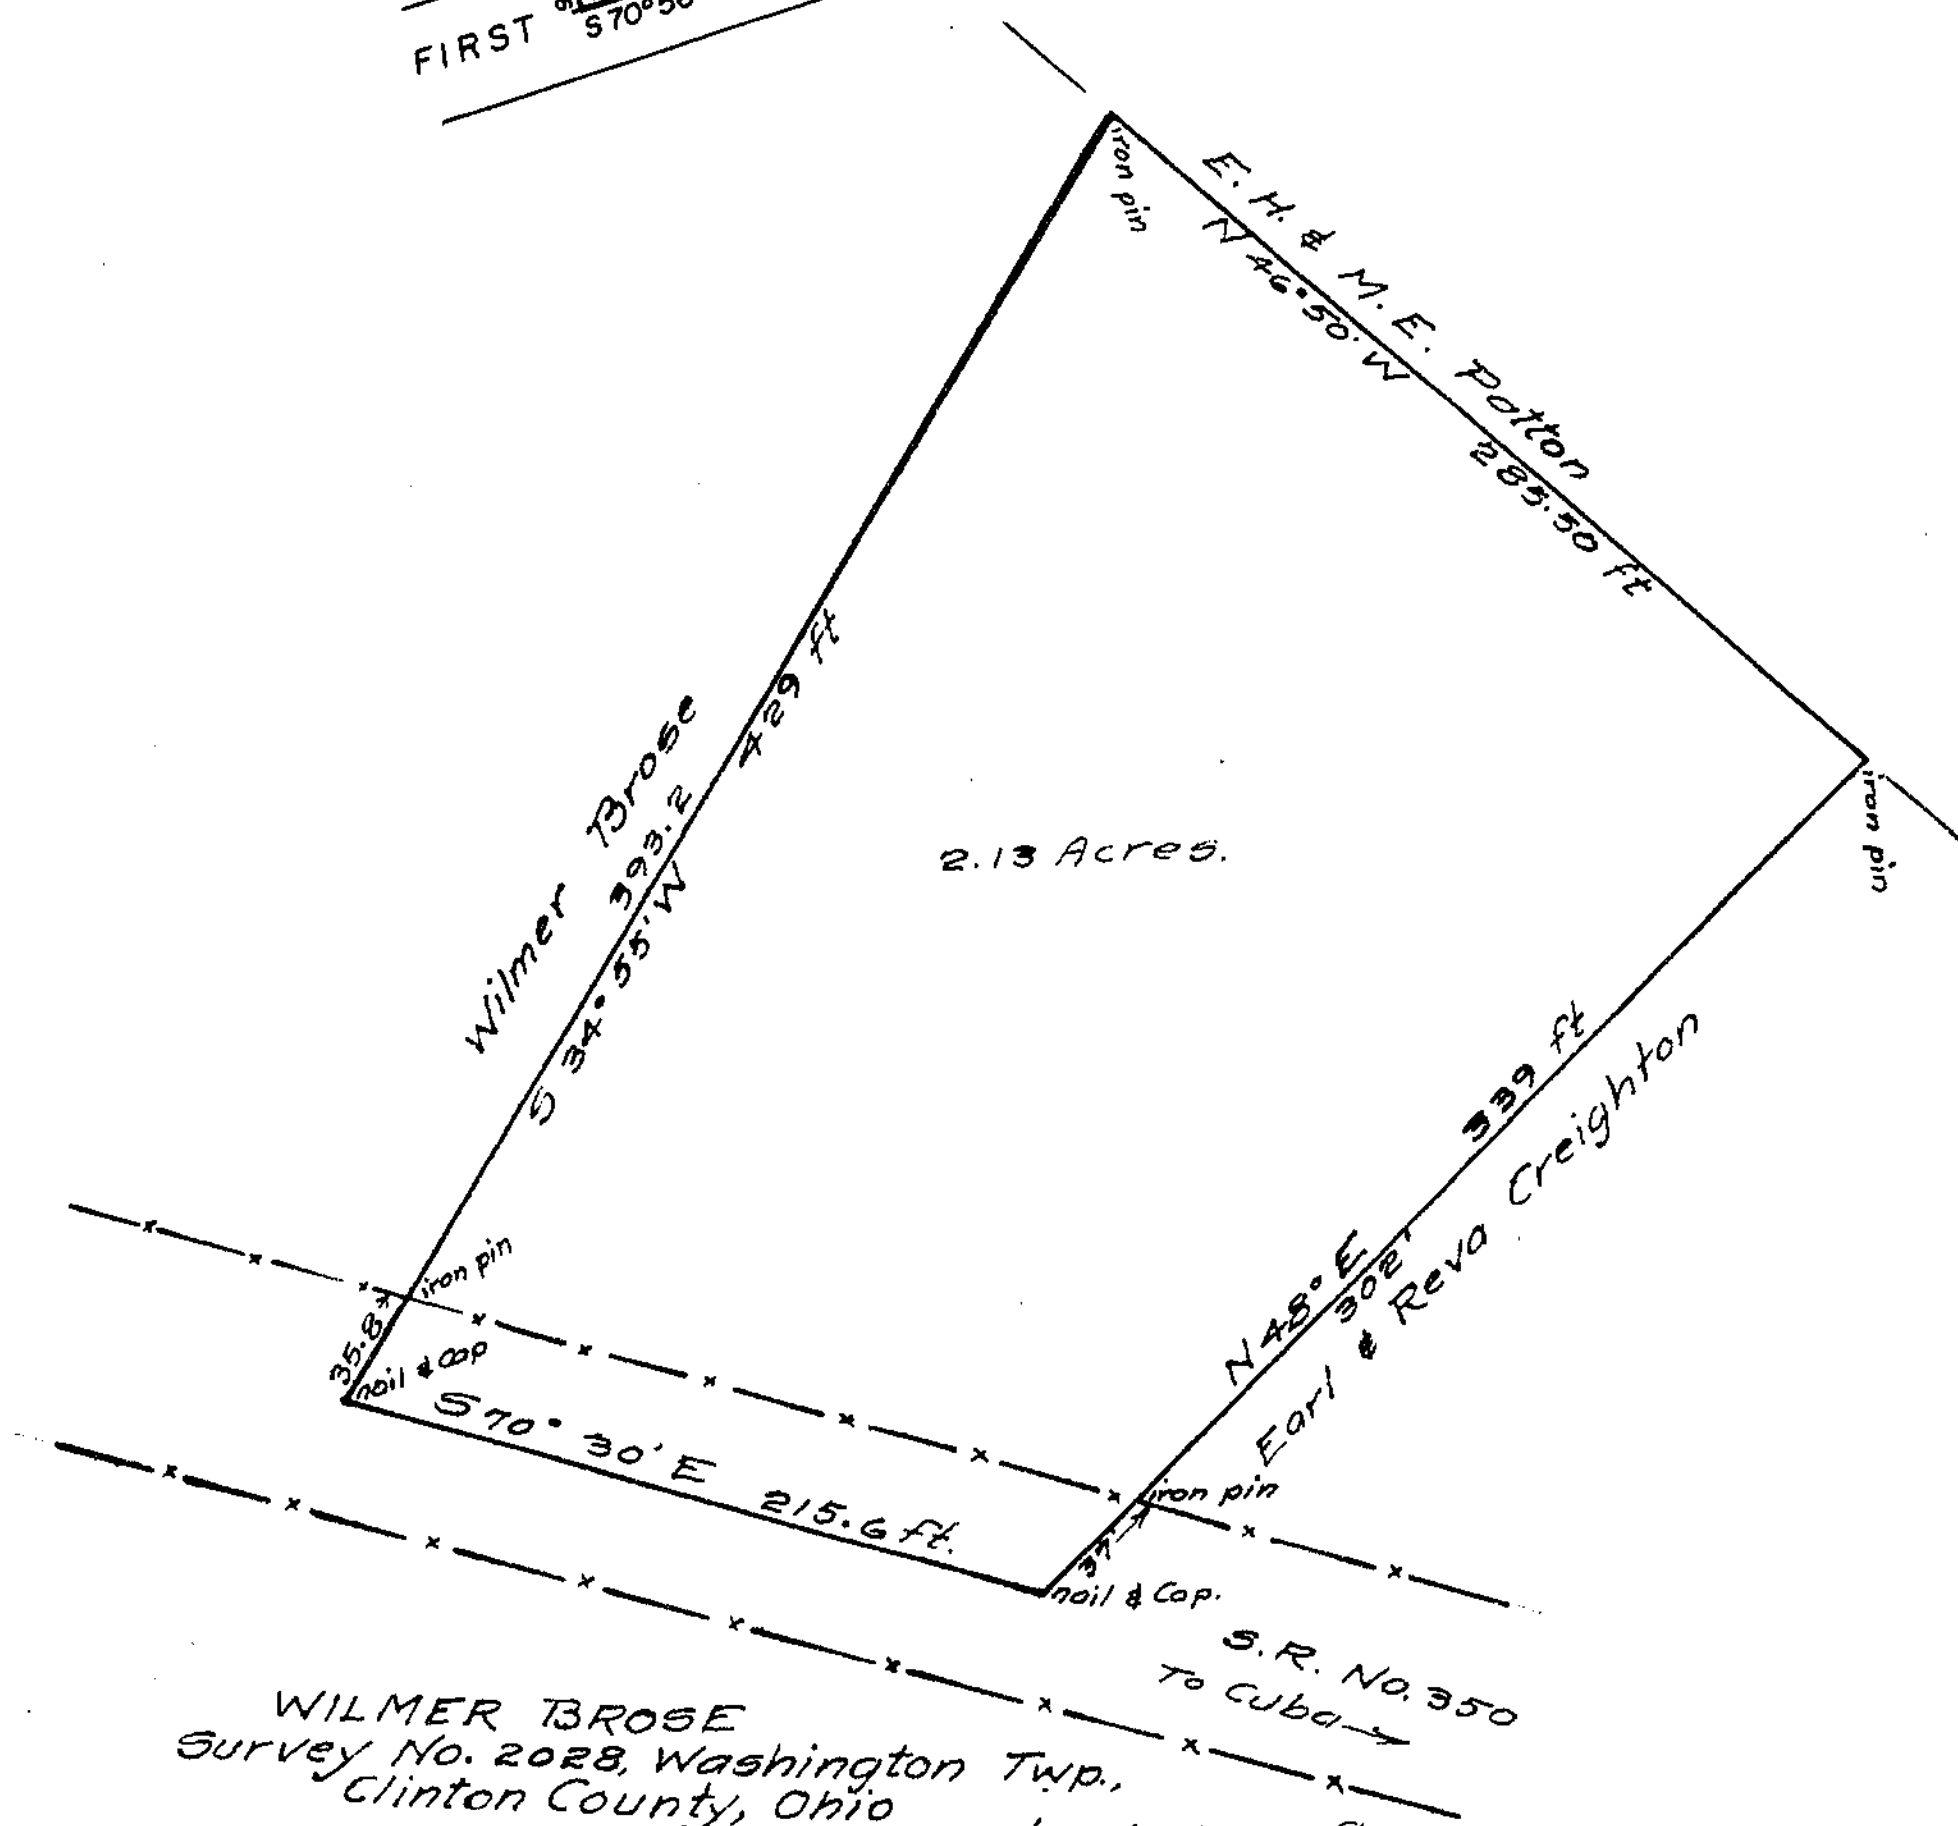 FIRST
S70°50
iron pin
E. H. & M. E. Patton
N 46°50' W 285.50 ft
iron pin
Wilmer Brose
393.2
S 34° 55' W 429 ft
2.13 Acres.
N 48° E 339 ft
302'
Earl & Reva Creighton
iron pin
35.8
nail & cap
S 70° 30' E 215.6 ft.
iron pin
37
nail & Cap.
S.R. No. 350
To Cuba
WILMER BROSE
Survey No. 2028, Washington Twp.,
Clinton County, Ohio